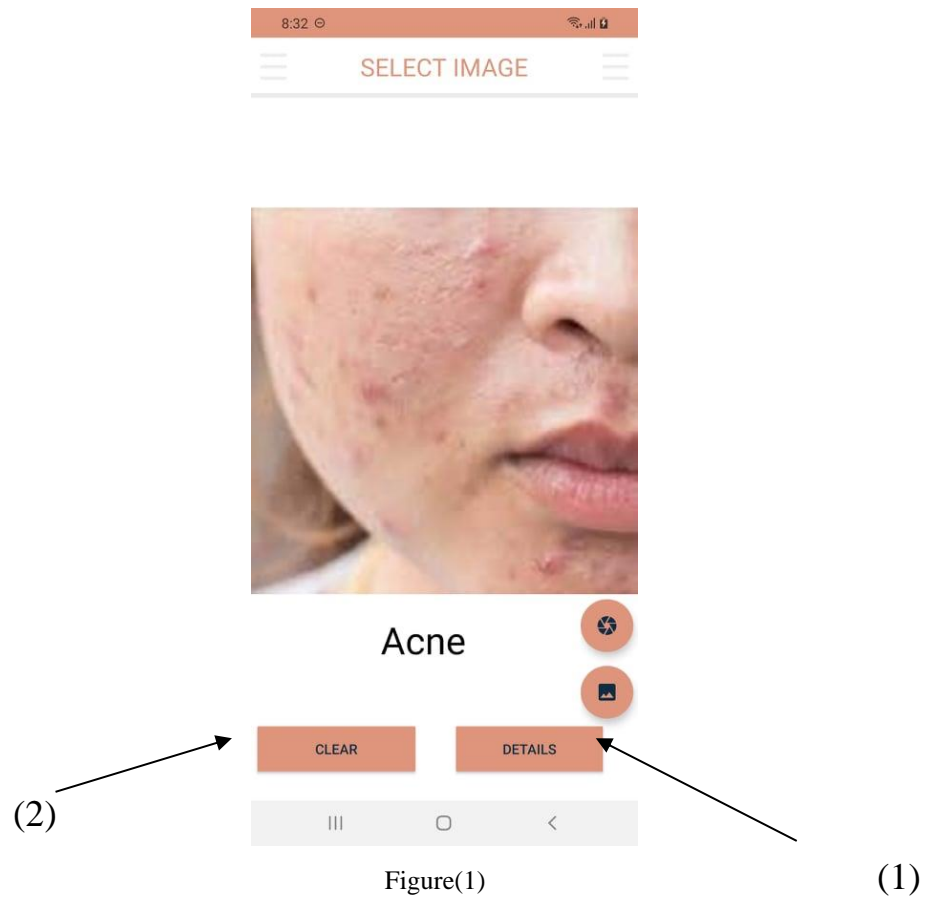 8:32
SELECT IMAGE
Acne
CLEAR DETAILS
(2)
(1)
Figure(1)